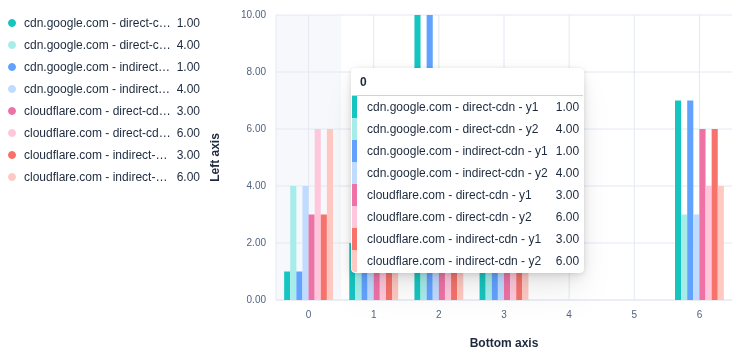 cdn.google.com - direct-c… 1.00
cdn.google.com - direct-c… 4.00
cdn.google.com - indirect… 1.00
cdn.google.com - indirect… 4.00
cloudflare.com - direct-cd… 3.00
cloudflare.com - direct-cd… 6.00
cloudflare.com - indirect-… 3.00
cloudflare.com - indirect-… 6.00
Left axis
10.00
8.00
6.00
4.00
2.00
0.00
0
cdn.google.com - direct-cdn - y1 1.00
cdn.google.com - direct-cdn - y2 4.00
cdn.google.com - indirect-cdn - y1 1.00
cdn.google.com - indirect-cdn - y2 4.00
cloudflare.com - direct-cdn - y1 3.00
cloudflare.com - direct-cdn - y2 6.00
cloudflare.com - indirect-cdn - y1 3.00
cloudflare.com - indirect-cdn - y2 6.00
0 1 2 3 4 5 6
Bottom axis